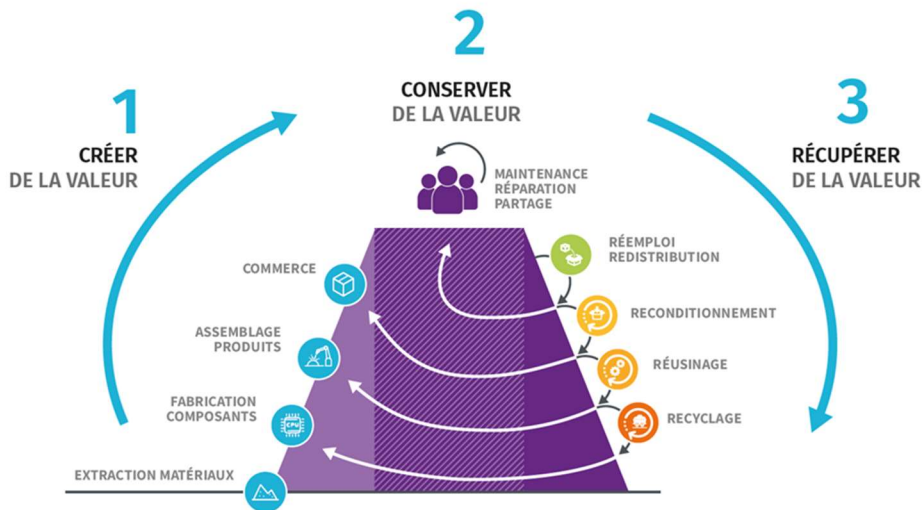 1
CRÉER
DE LA VALEUR
2
CONSERVER
DE LA VALEUR
3
RÉCUPÉRER
DE LA VALEUR
MAINTENANCE
RÉPARATION
PARTAGE
COMMERCE
ASSEMBLAGE
PRODUITS
FABRICATION
COMPOSANTS
CPU
EXTRACTION MATÉRIAUX
RÉEMPLOI
REDISTRIBUTION
RECONDITIONNEMENT
RÉUSINAGE
RECYCLAGE